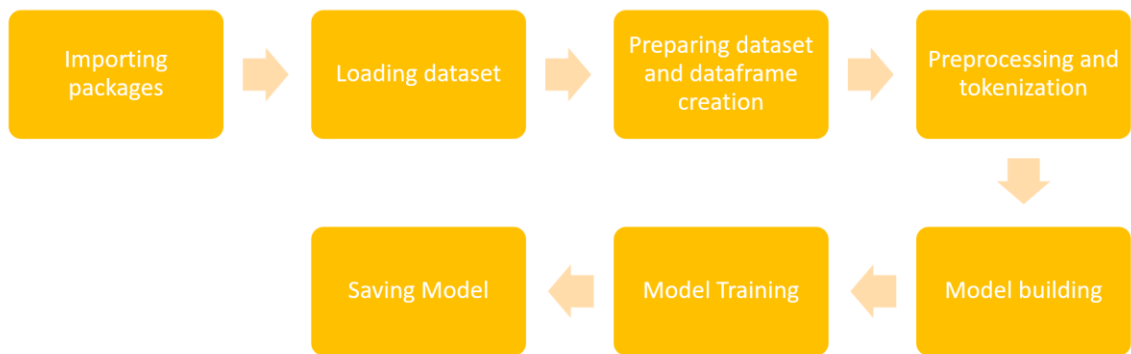 Importing
packages
Loading dataset
Preparing dataset
and dataframe
creation
Preprocessing and
tokenization
Model building
Model Training
Saving Model